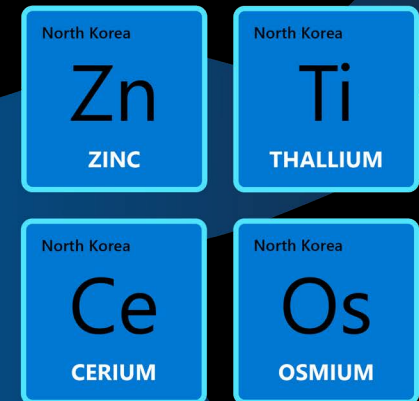 North Korea
Zn
ZINC
North Korea
Ti
THALLIUM
North Korea
Ce
CERIUM
North Korea
Os
OSMIUM